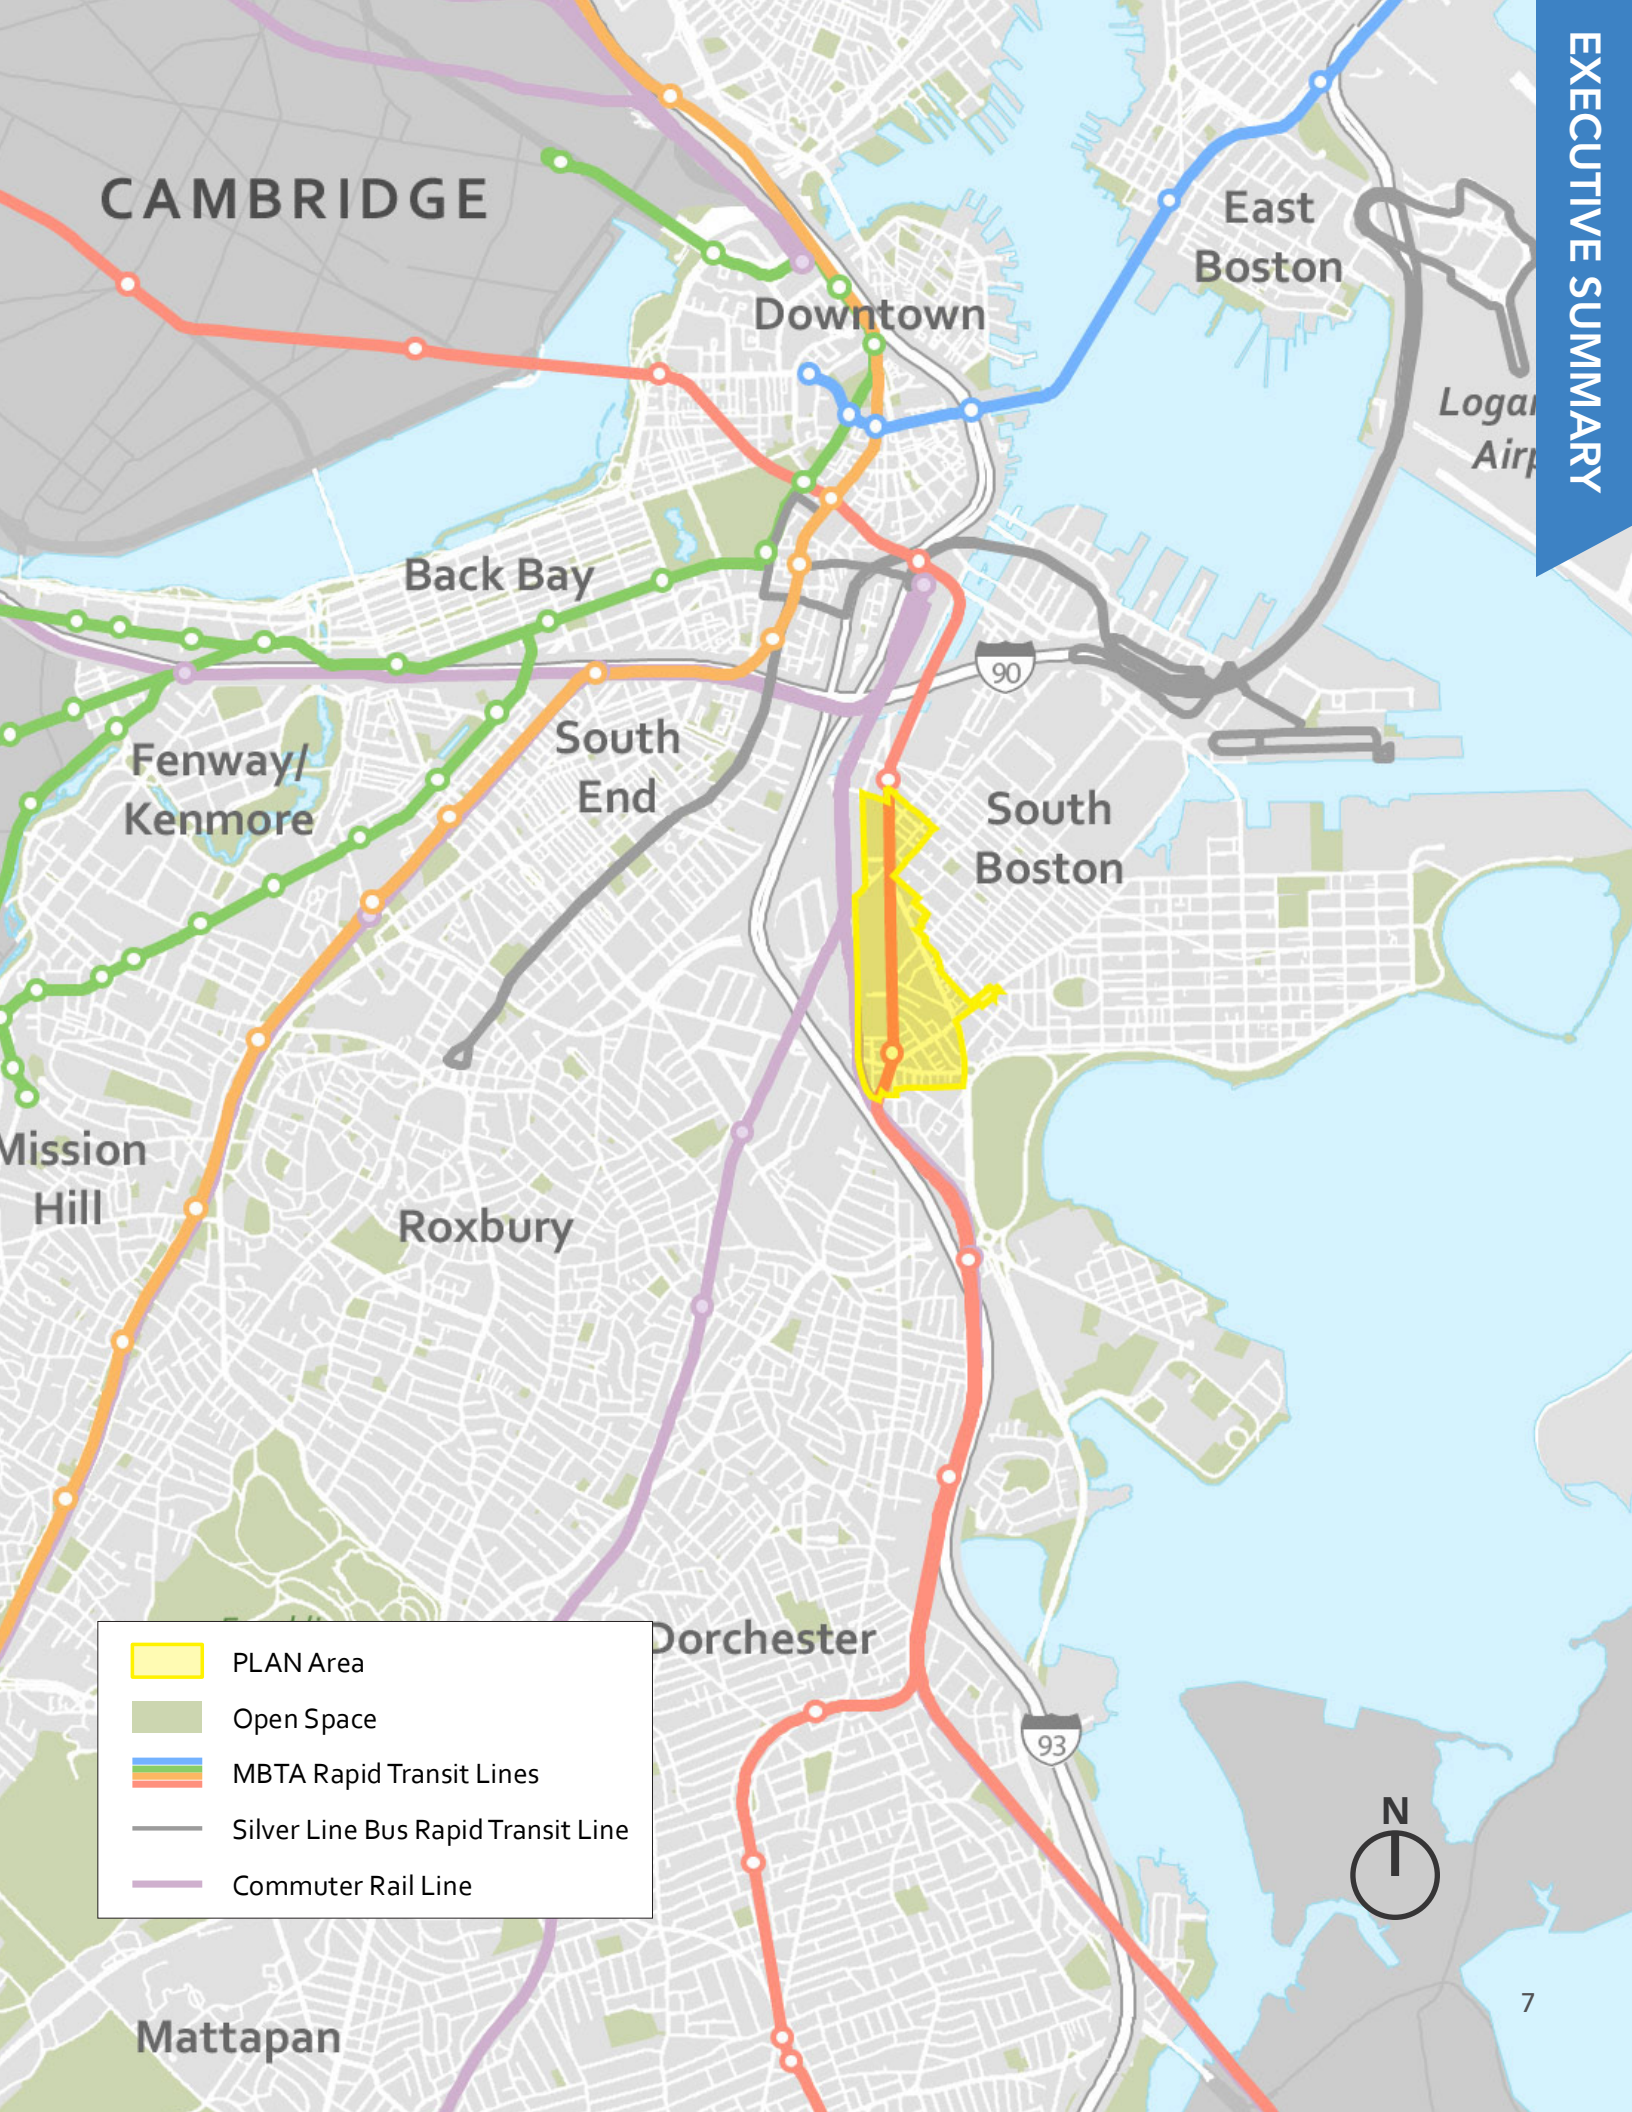 EXECUTIVE SUMMARY
CAMBRIDGE
East
Boston
Downtown
Logan
Back Bay
90
South
End
Fenway/
Kenmore
South
Boston
Mission
Hill
Roxbury
Dorchester
PLAN Area
Open Space
MBTA Rapid Transit Lines
Silver Line Bus Rapid Transit Line
Commuter Rail Line
93
N
7
Mattapan